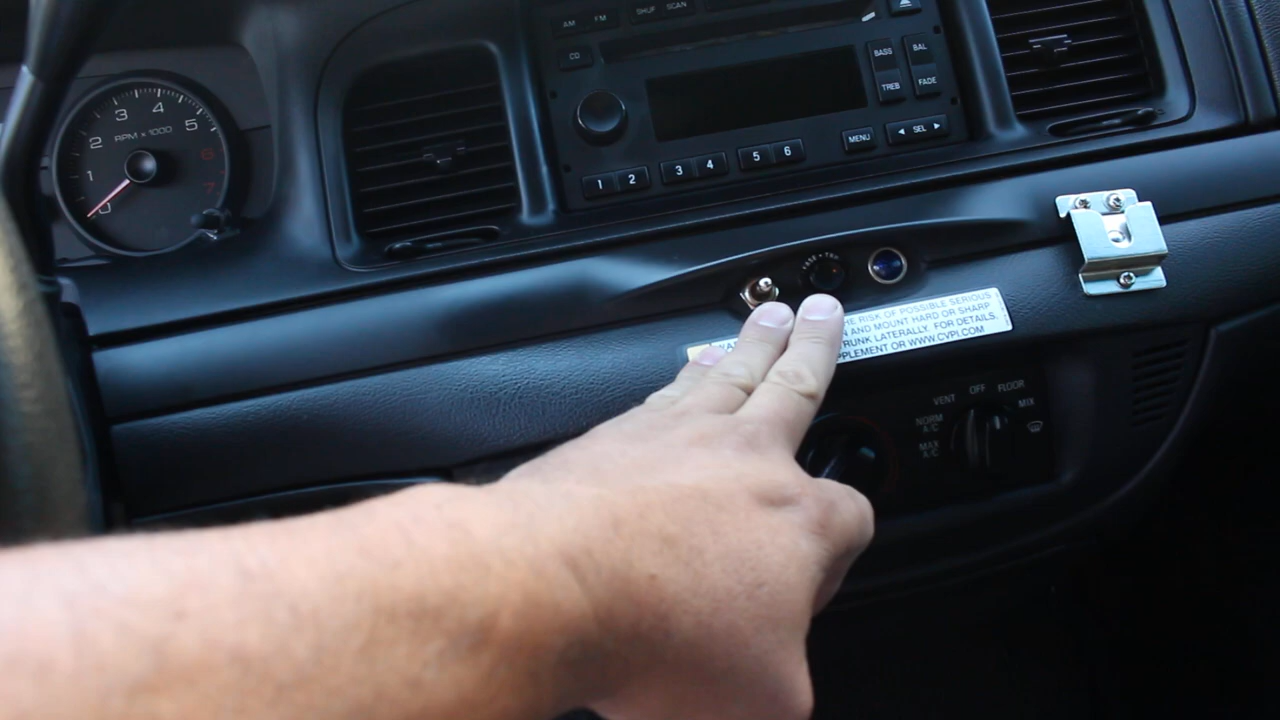 AM FM SHUF SCAN
CD
BASS BAL
TREB FADE
MENU SEL
1 2 3 4 5 6
1 2 3 4 5 6 7
RPM x 1000
THE RISK OF POSSIBLE SERIOUS
AND MOUNT HARD OR SHARP
TRUNK LATERALLY. FOR DETAILS,
PPLEMENT OR WWW.CVPI.COM
VENT OFF FLOOR
NORM A/C MIX
MAX A/C